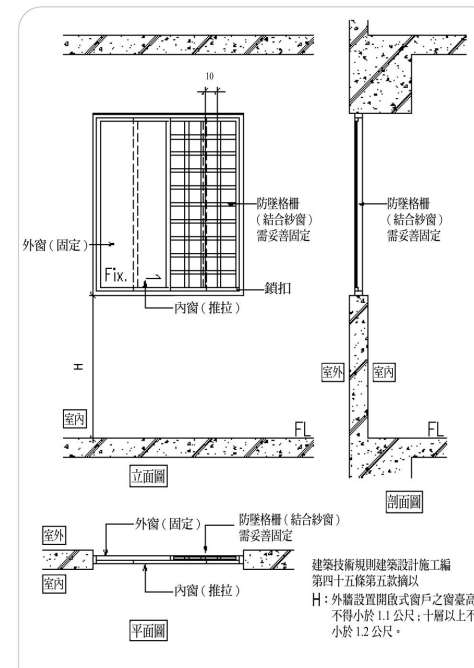 10
防墜格柵
(結合紗窗)
需妥善固定
外窗(固定)
Fix.
鎖扣
內窗(推拉)
H
室內
FL
立面圖
防墜格柵
(結合紗窗)
需妥善固定
室外
室內
FL
剖面圖
室外
外窗(固定)
防墜格柵(結合紗窗)
需妥善固定
室內
內窗(推拉)
平面圖
建築技術規則建築設計施工編
第四十五條第五款摘以
H:外牆設置開啟式窗戶之窗臺高
不得小於 1.1 公尺;十層以上不
小於 1.2 公尺。